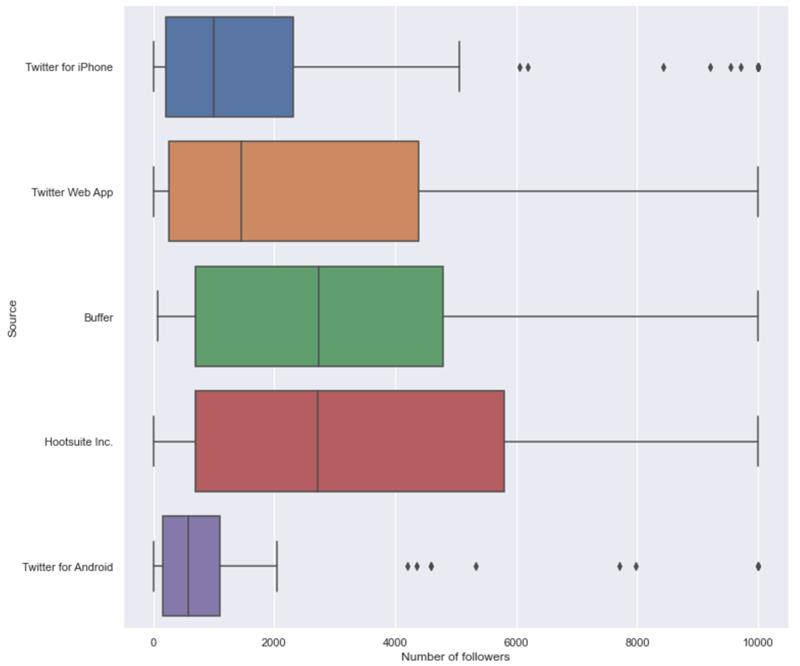 Twitter for iPhone
Twitter Web App
Buffer
Hootsuite Inc.
Twitter for Android
Source
0 2000 4000 6000 8000 10000
Number of followers